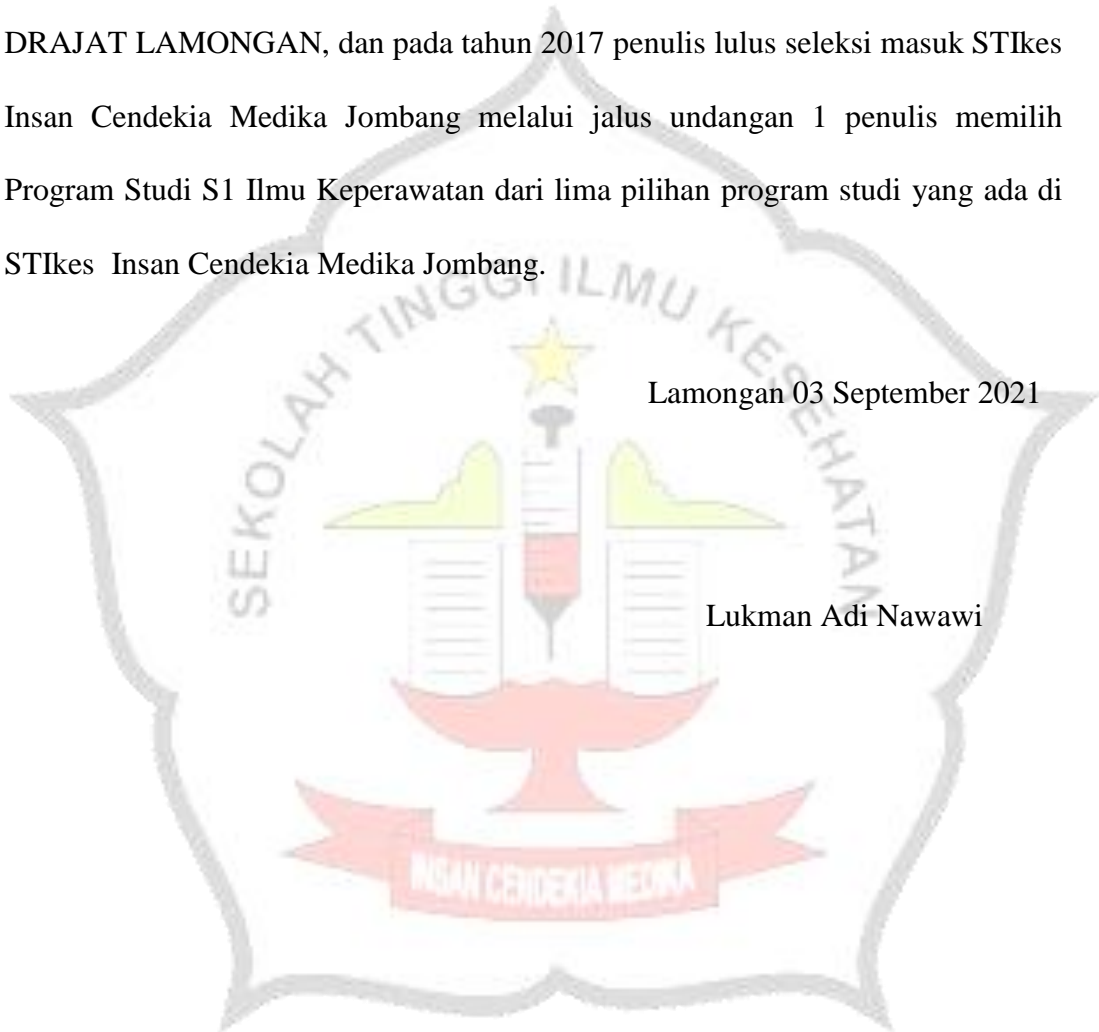 DRAJAT LAMONGAN, dan pada tahun 2017 penulis lulus seleksi masuk STIkes
Insan Cendekia Medika Jombang melalui jalus undangan 1 penulis memilih
Program Studi S1 Ilmu Keperawatan dari lima pilihan program studi yang ada di
STIkes  Insan Cendekia Medika Jombang.
SEKOLAH TINGGI ILMU KESEHATAN
Lamongan 03 September 2021
Lukman Adi Nawawi
INSAN CENDEKIA MEDIKA